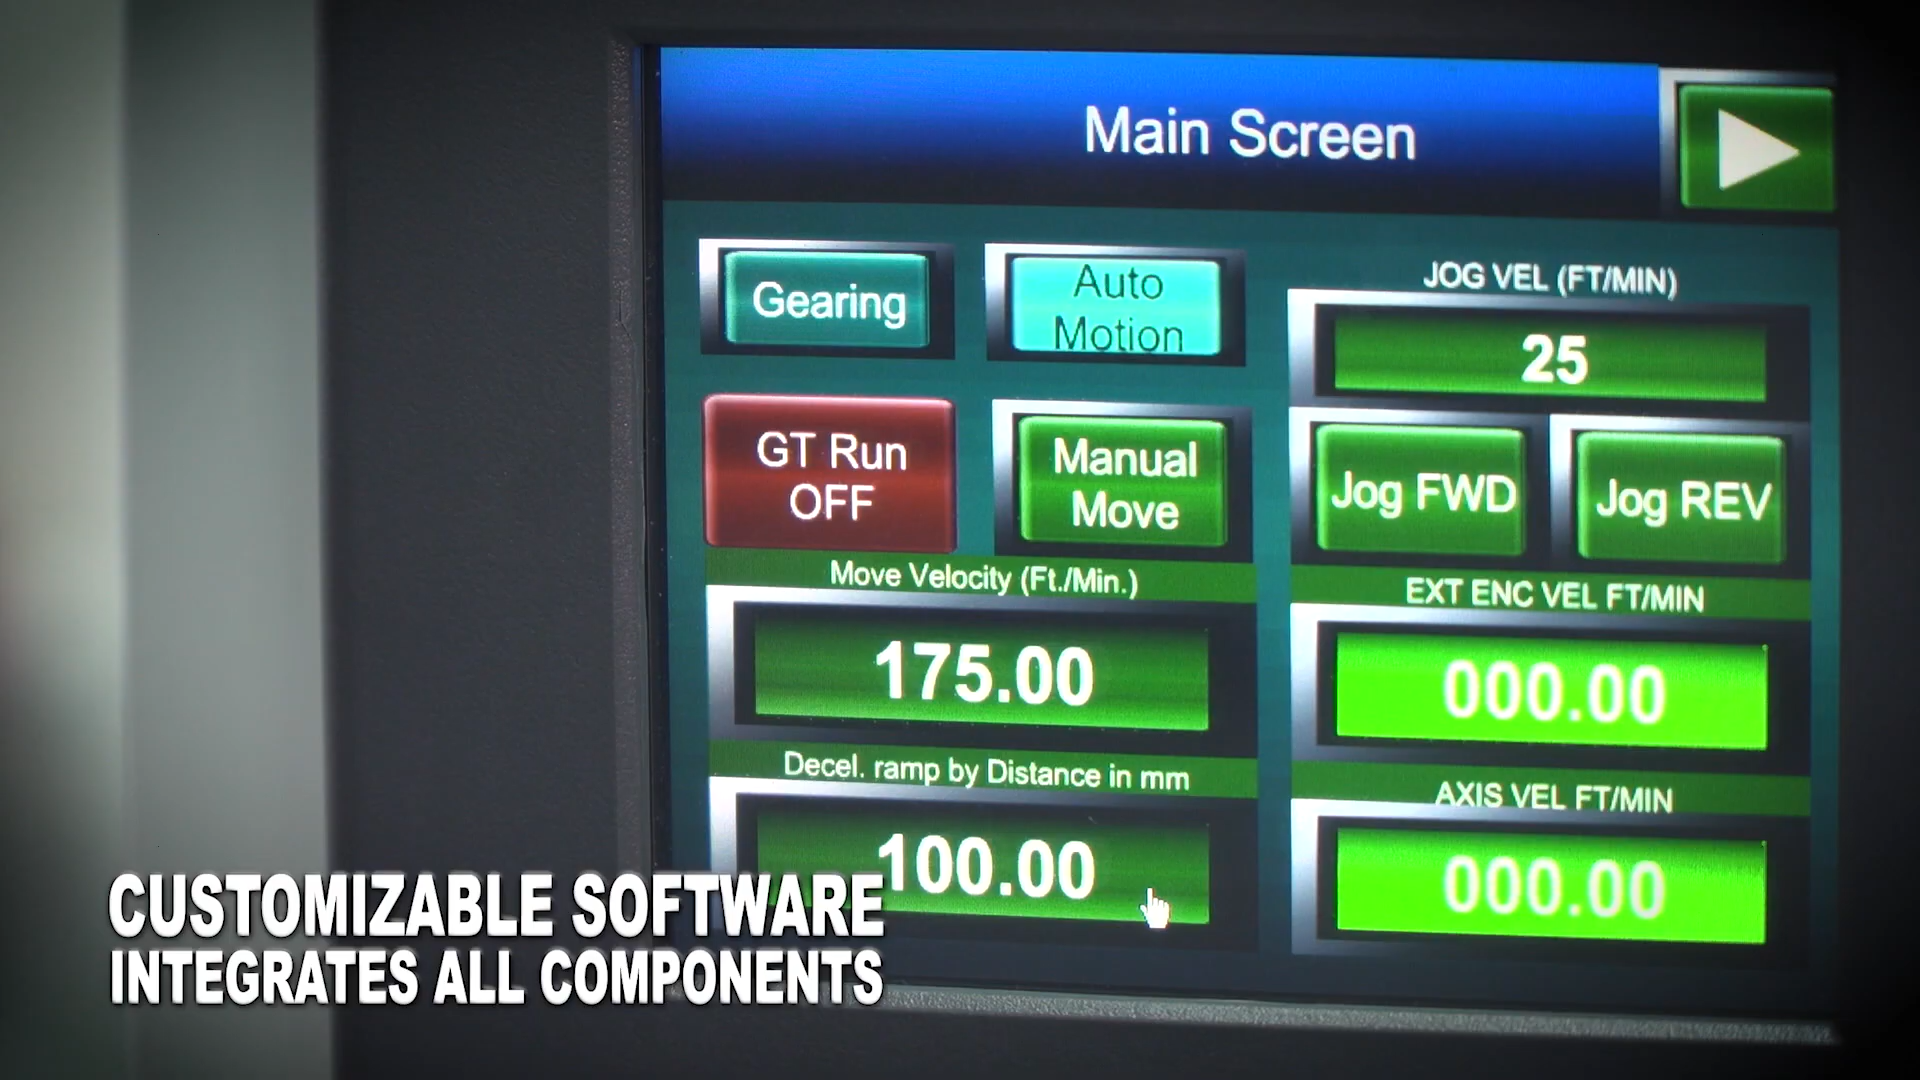 Main Screen
Gearing
Auto
Motion
JOG VEL (FT/MIN)
25
GT Run
OFF
Manual
Move
Jog FWD
Jog REV
Move Velocity (Ft./Min.)
175.00
EXT ENC VEL FT/MIN
000.00
Decel. ramp by Distance in mm
100.00
AXIS VEL FT/MIN
000.00
CUSTOMIZABLE SOFTWARE
INTEGRATES ALL COMPONENTS